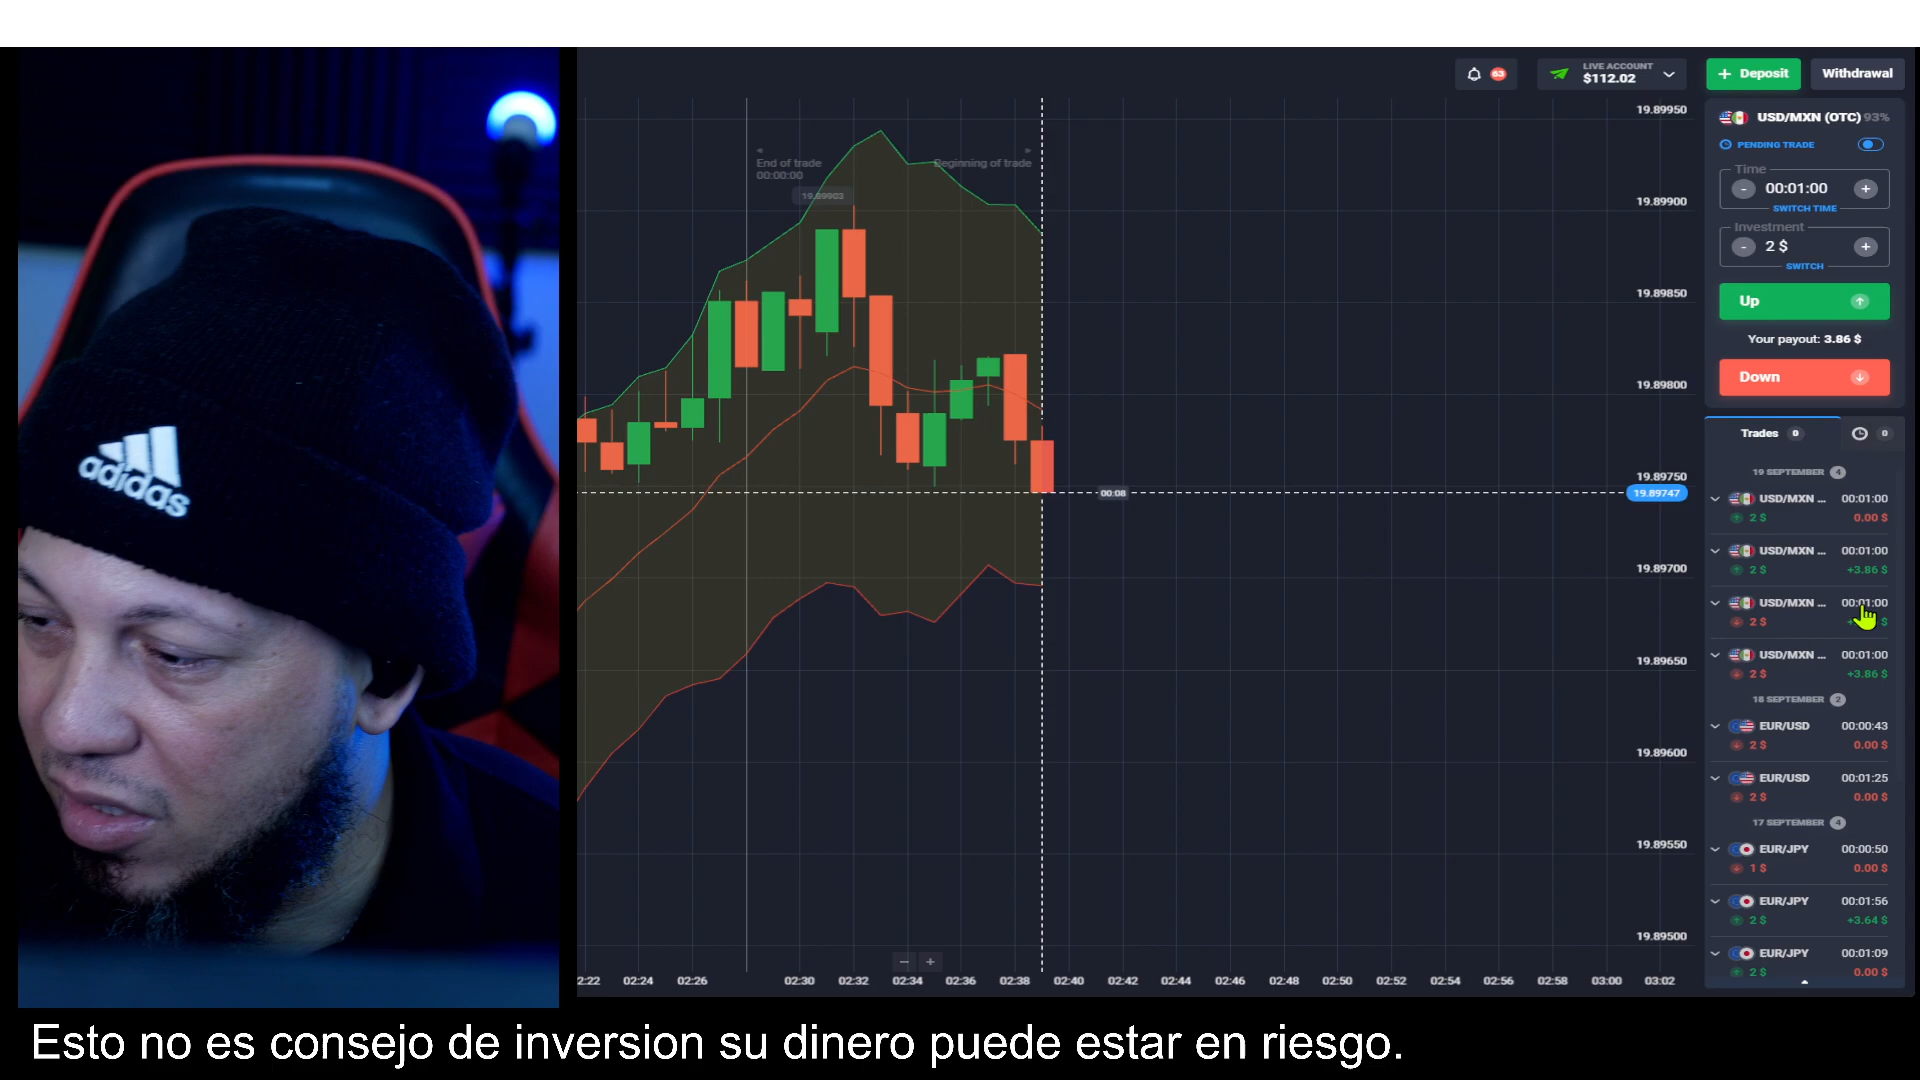 63
LIVE ACCOUNT
$112.02
+ Deposit
Withdrawal
USD/MXN (OTC) 93%
PENDING TRADE
Time
- 00:01:00 +
SWITCH TIME
Investment
- 2 $ +
SWITCH
Up
Your payout: 3.86 $
Down
Trades 0
0
19 SEPTEMBER 4
USD/MXN ... 00:01:00
2 $ 0.00 $
USD/MXN ... 00:01:00
2 $ +3.86 $
USD/MXN ... 00:01:00
2 $ $
USD/MXN ... 00:01:00
2 $ +3.86 $
18 SEPTEMBER 2
EUR/USD 00:00:43
2 $ 0.00 $
EUR/USD 00:01:25
2 $ 0.00 $
17 SEPTEMBER 4
EUR/JPY 00:00:50
1 $ 0.00 $
EUR/JPY 00:01:56
2 $ +3.64 $
EUR/JPY 00:01:09
2 $ 0.00 $
End of trade
00:00:00
Beginning of trade
19.89903
19.89950
19.89900
19.89850
19.89800
19.89750
00:08
19.89747
19.89700
19.89650
19.89600
19.89550
19.89500
- +
2:22 02:24 02:26 02:30 02:32 02:34 02:36 02:38 02:40 02:42 02:44 02:46 02:48 02:50 02:52 02:54 02:56 02:58 03:00 03:02
adidas
Esto no es consejo de inversion su dinero puede estar en riesgo.